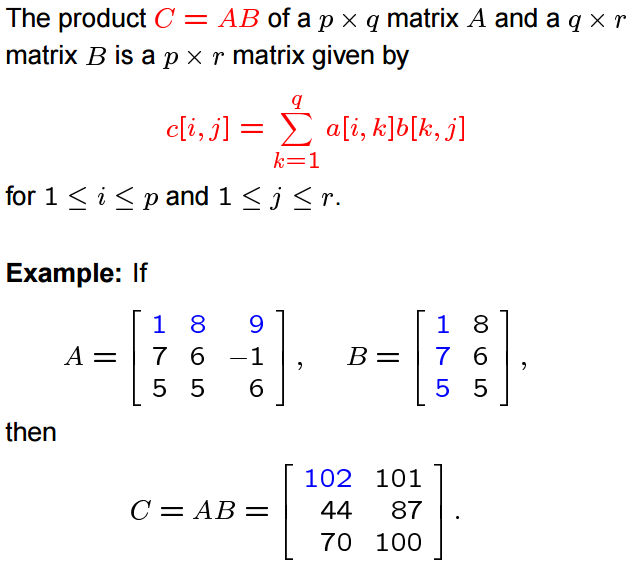 The product C = AB of a p × q matrix A and a q × r
matrix B is a p × r matrix given by
c[i, j] = ∑_{k=1}^{q} a[i, k]b[k, j]
for 1 ≤ i ≤ p and 1 ≤ j ≤ r.
Example: If
A = [ 1 8 9 ; 7 6 −1 ; 5 5 6 ], B = [ 1 8 ; 7 6 ; 5 5 ],
then
C = AB = [ 102 101 ; 44 87 ; 70 100 ].